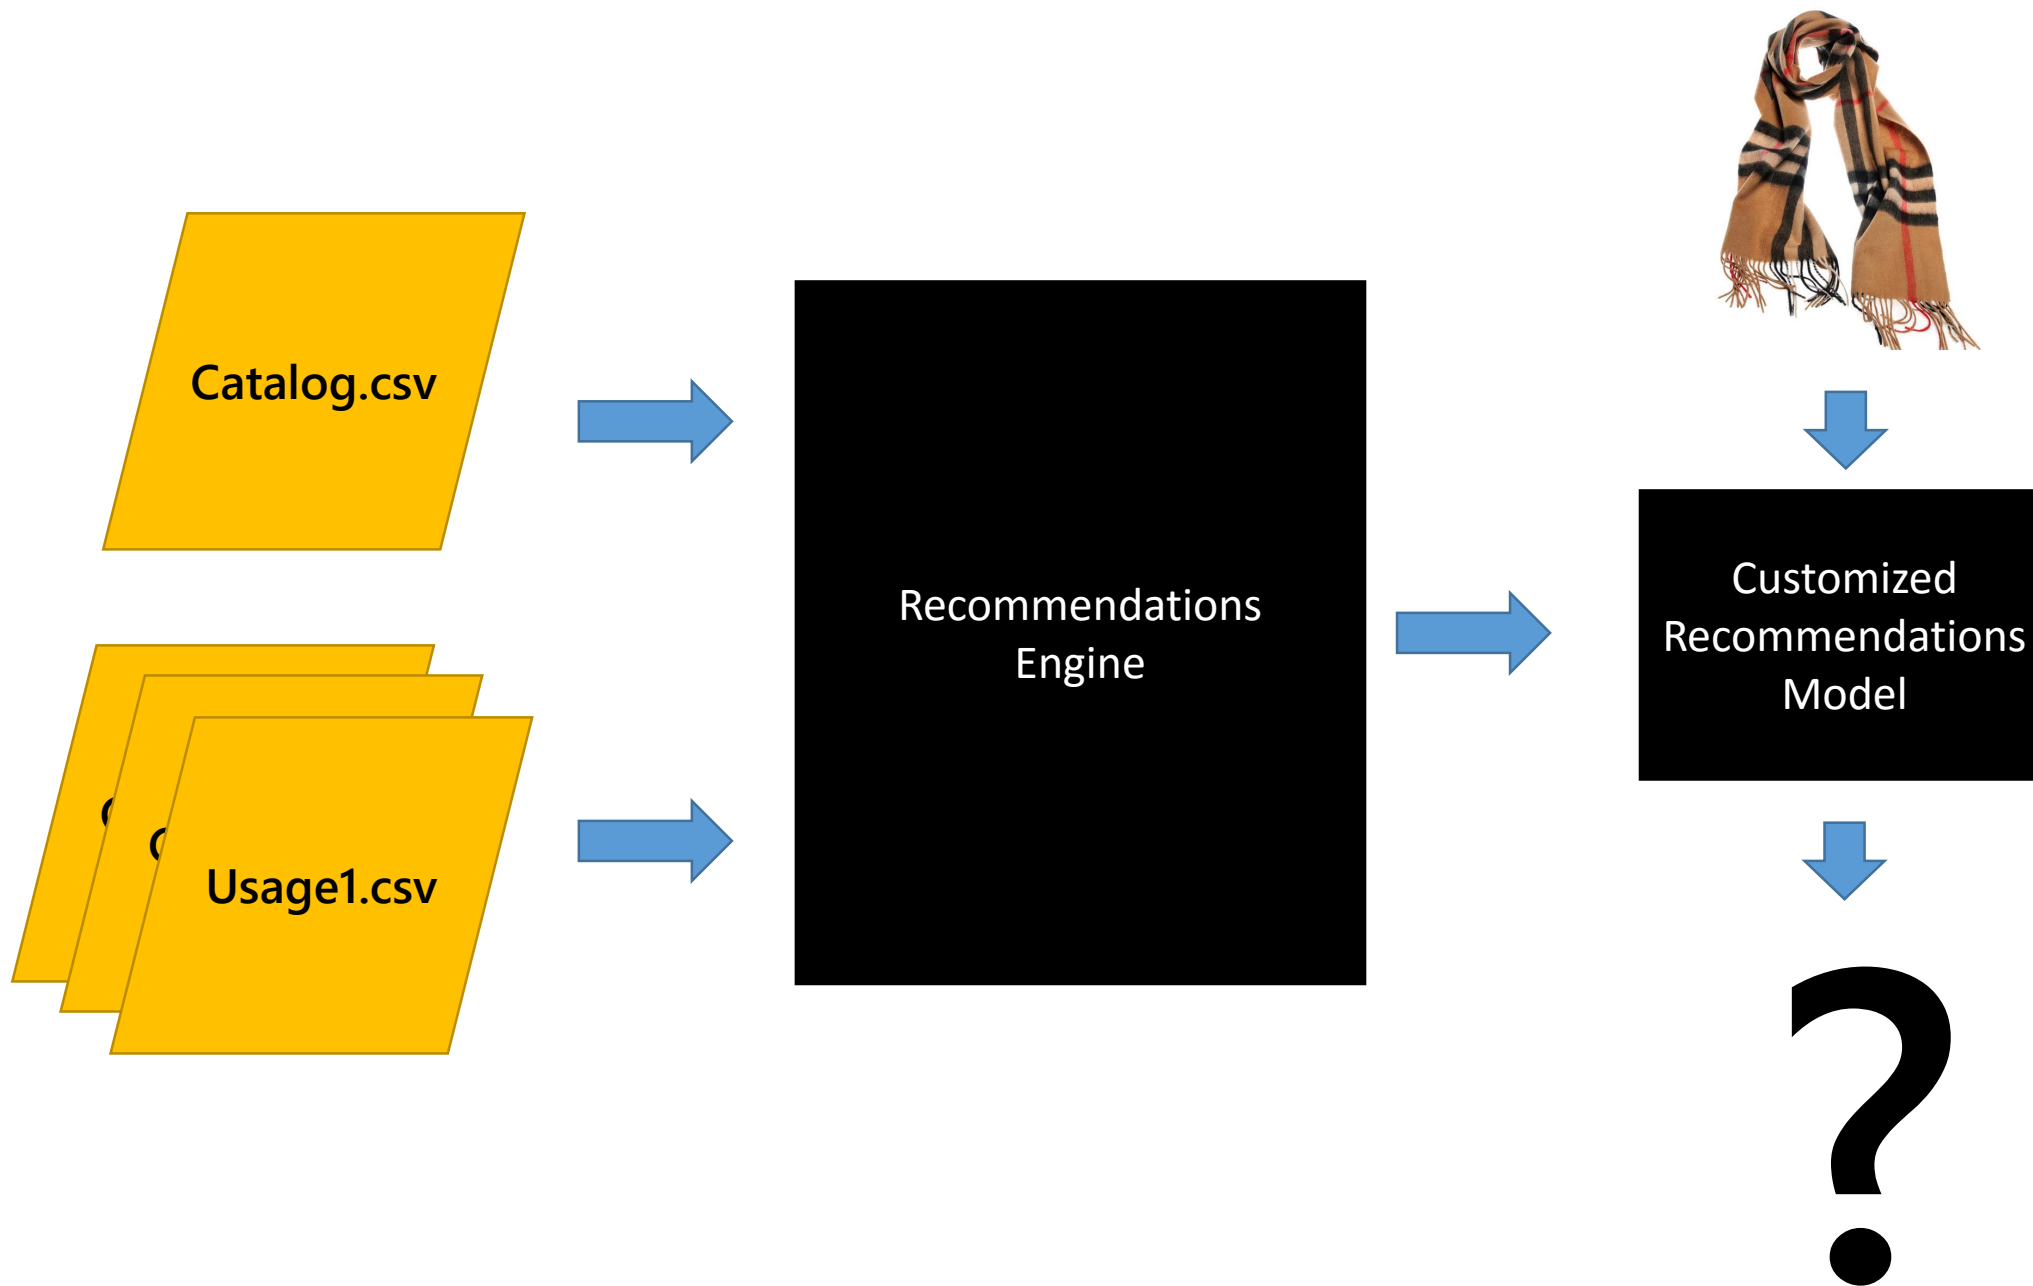 Catalog.csv
Usage1.csv
Recommendations
Engine
Customized
Recommendations
Model
?